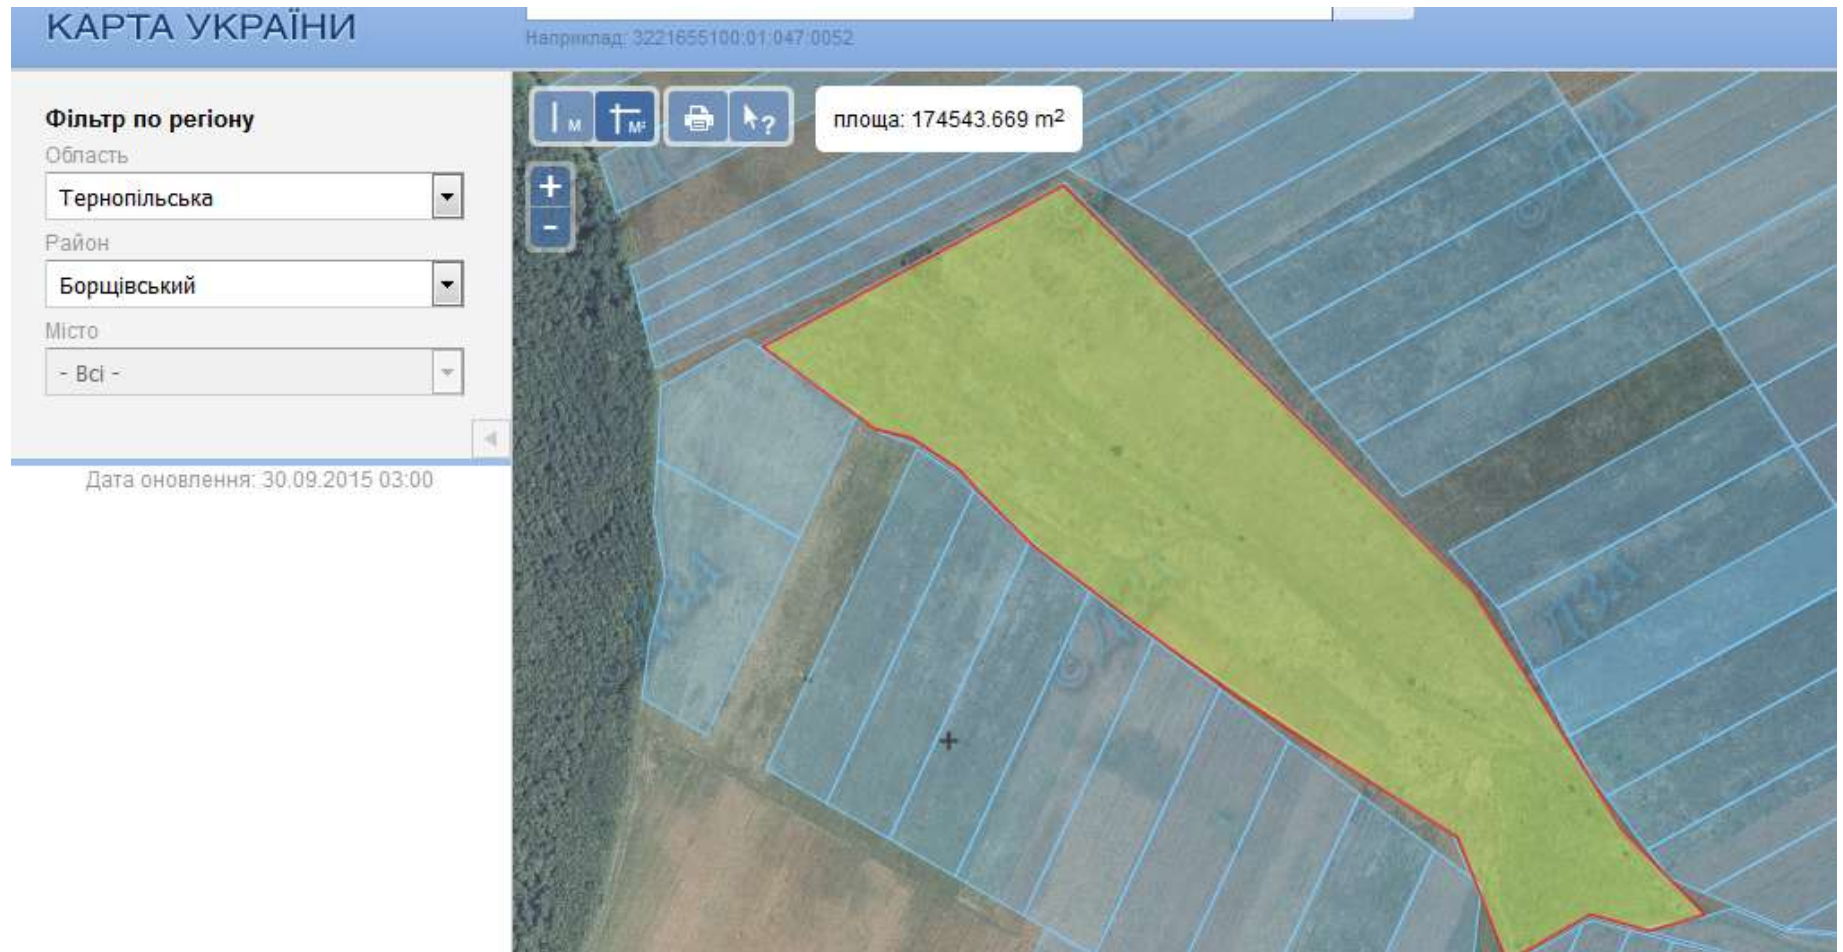 КАРТА УКРАЇНИ
Наприклад: 3221655100:01:047:0052
Фільтр по регіону
Область
Тернопільська
Район
Борщівський
Місто
- Всі -
Дата оновлення: 30.09.2015 03:00
м
м²
?
площа: 174543.669 m²
+
-